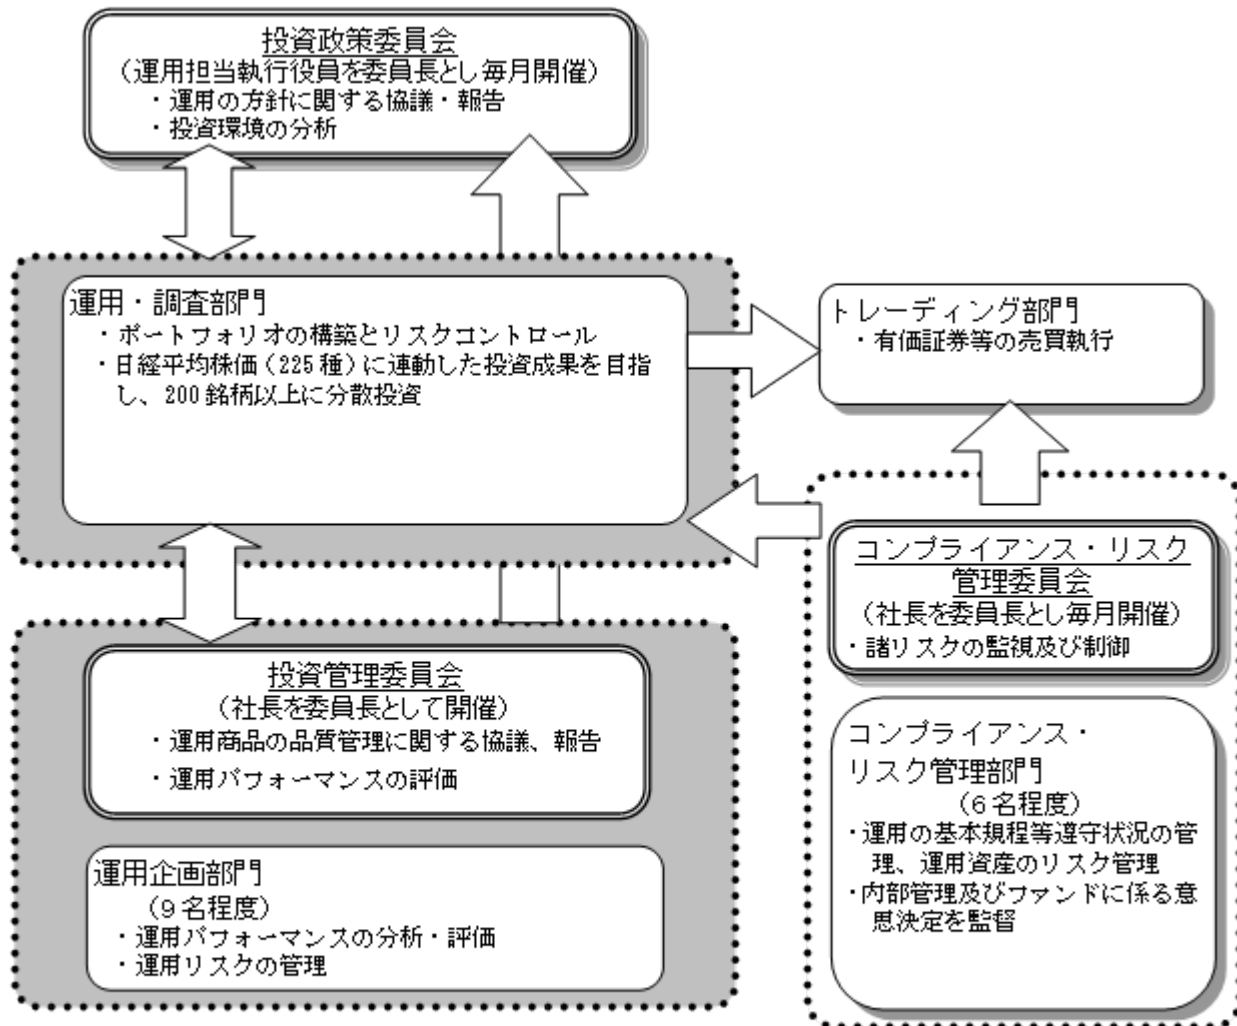 投資政策委員会
(運用担当執行役員を委員長とし毎月開催)
・運用の方針に関する協議・報告
・投資環境の分析
運用・調査部門
・ポートフォリオの構築とリスクコントロール
・日経平均株価(225種)に連動した投資成果を目指
し、200銘柄以上に分散投資
トレーディング部門
・有価証券等の売買執行
コンプライアンス・リスク
管理委員会
(社長を委員長とし毎月開催)
・諸リスクの監視及び制御
投資管理委員会
(社長を委員長として開催)
・運用商品の品質管理に関する協議、報告
・運用パフォーマンスの評価
コンプライアンス・
リスク管理部門
(6名程度)
・運用の基本規程等遵守状況の管
理、運用資産のリスク管理
・内部管理及びファンドに係る意
思決定を監督
運用企画部門
(9名程度)
・運用パフォーマンスの分析・評価
・運用リスクの管理